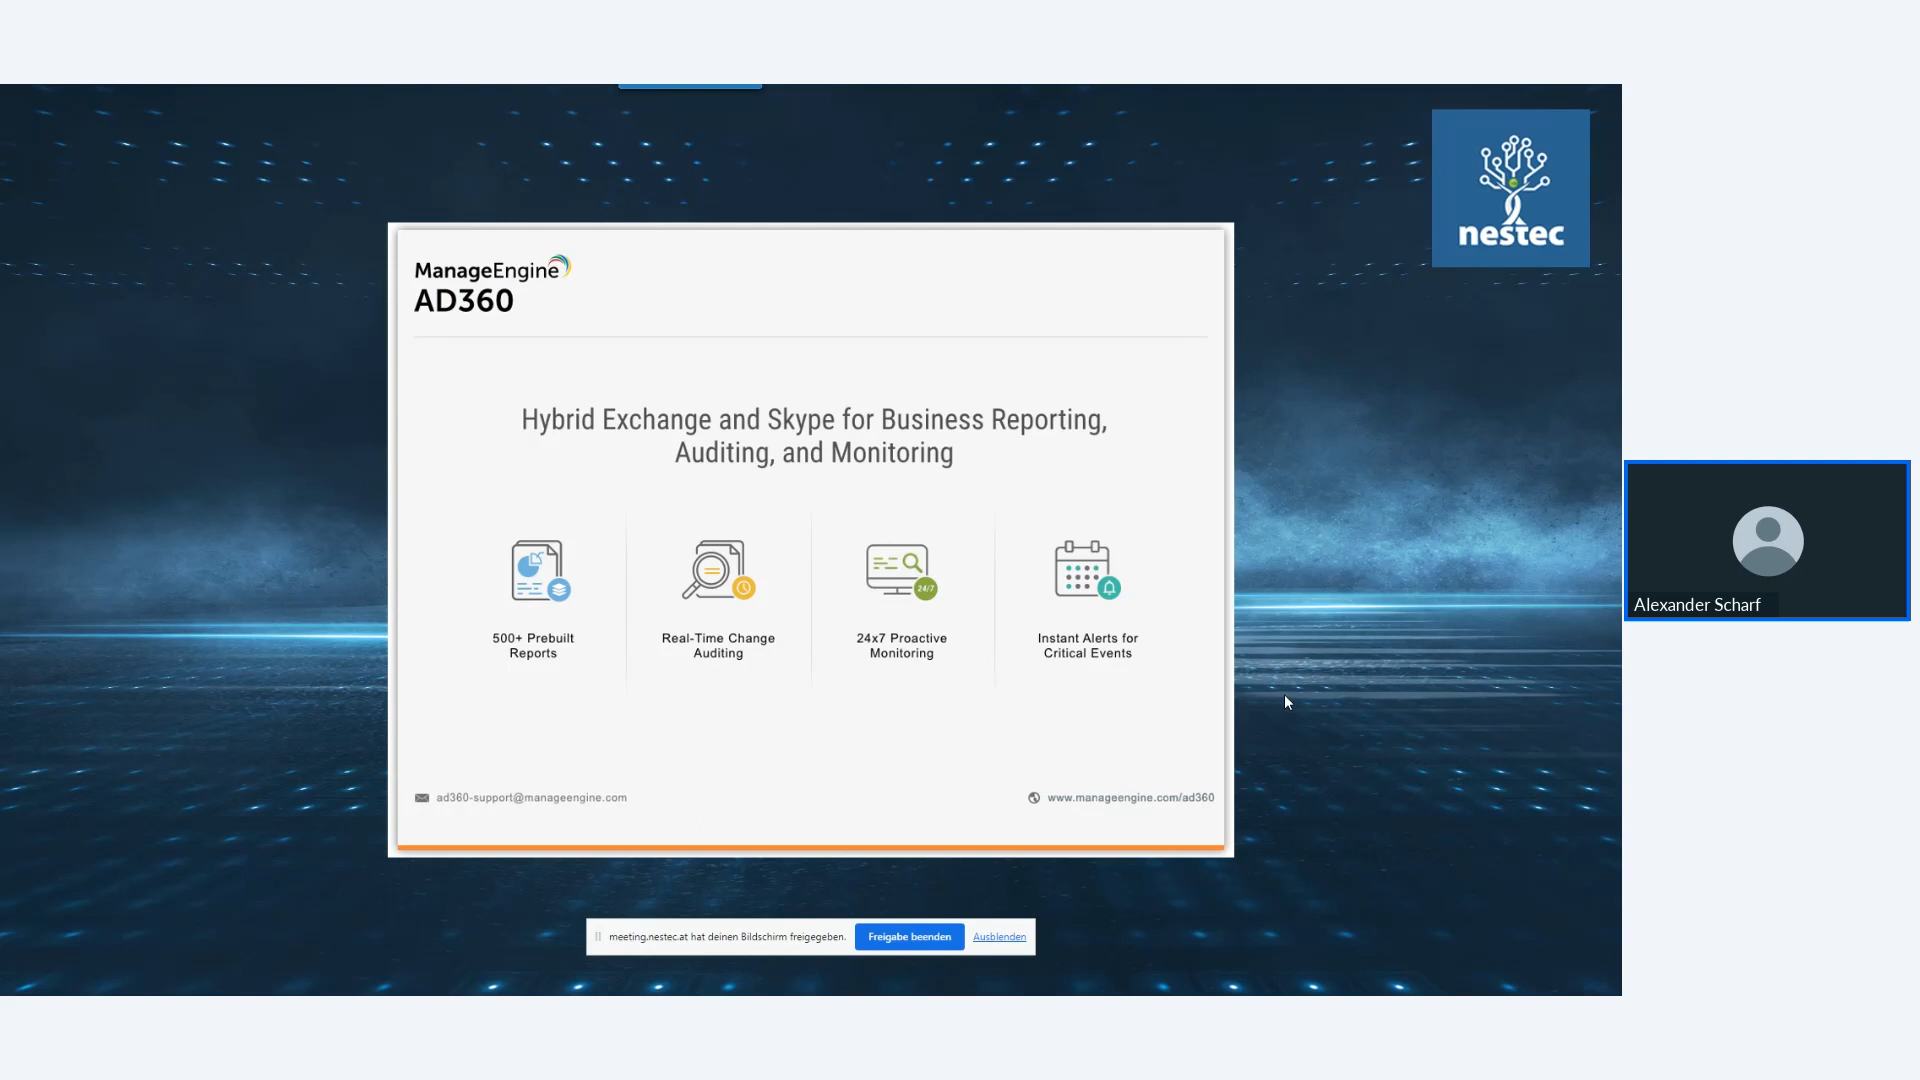 nestec
ManageEngine
AD360
Hybrid Exchange and Skype for Business Reporting,
Auditing, and Monitoring
24/7
500+ Prebuilt
Reports
Real-Time Change
Auditing
24x7 Proactive
Monitoring
Instant Alerts for
Critical Events
Alexander Scharf
ad360-support@manageengine.com
www.manageengine.com/ad360
meeting.nestec.at hat deinen Bildschirm freigegeben. Freigabe beenden Ausblenden